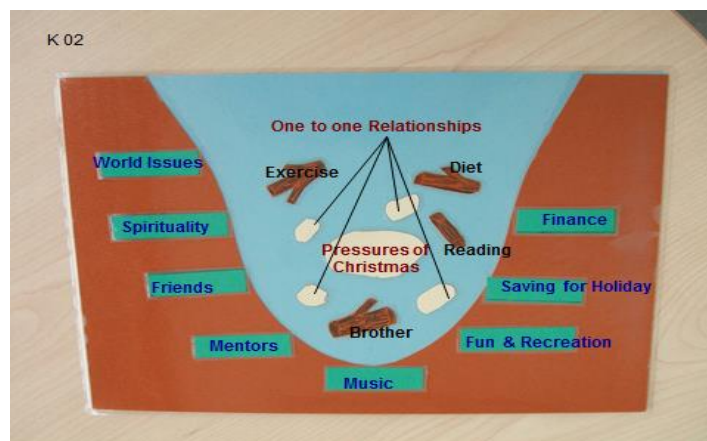 K 02
One to one Relationships
World Issues
Exercise
Diet
Spirituality
Finance
Pressures of
Christmas
Reading
Friends
Saving for Holiday
Brother
Mentors
Fun & Recreation
Music